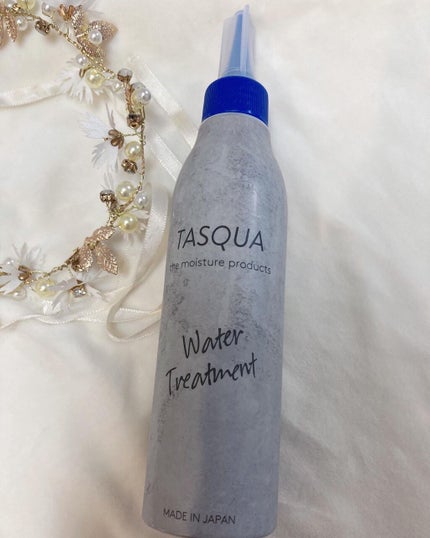 TASQUA
the moisture products
Water
Treatment
MADE IN JAPAN